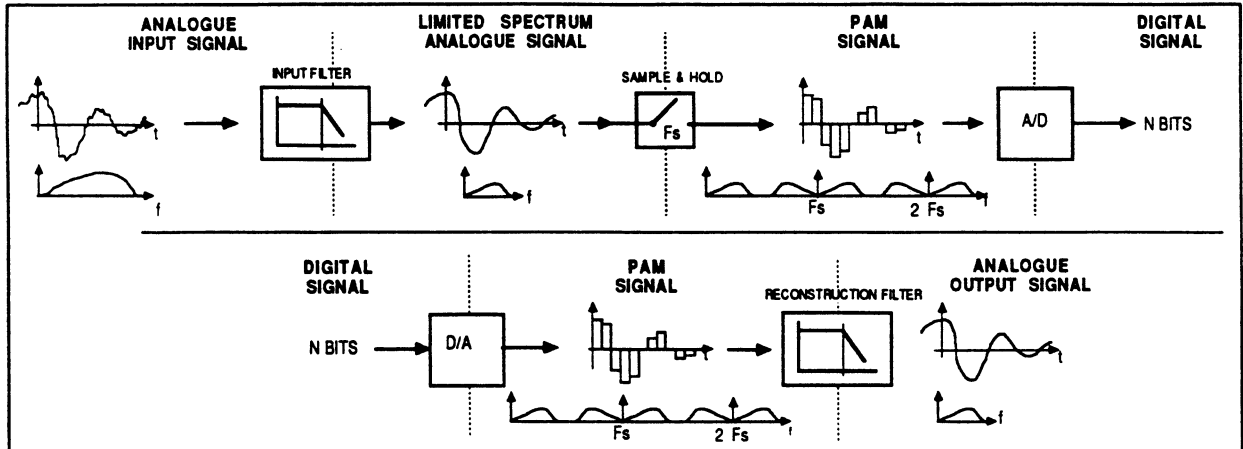 ANALOGUE
INPUT SIGNAL
LIMITED SPECTRUM
ANALOGUE SIGNAL
PAM
SIGNAL
DIGITAL
SIGNAL
INPUT FILTER
SAMPLE & HOLD
t
t
Fs
t
A/D
N BITS
f
f
Fs
2 Fs
f
DIGITAL
SIGNAL
PAM
SIGNAL
ANALOGUE
OUTPUT SIGNAL
RECONSTRUCTION FILTER
N BITS
D/A
t
t
Fs
2 Fs
f